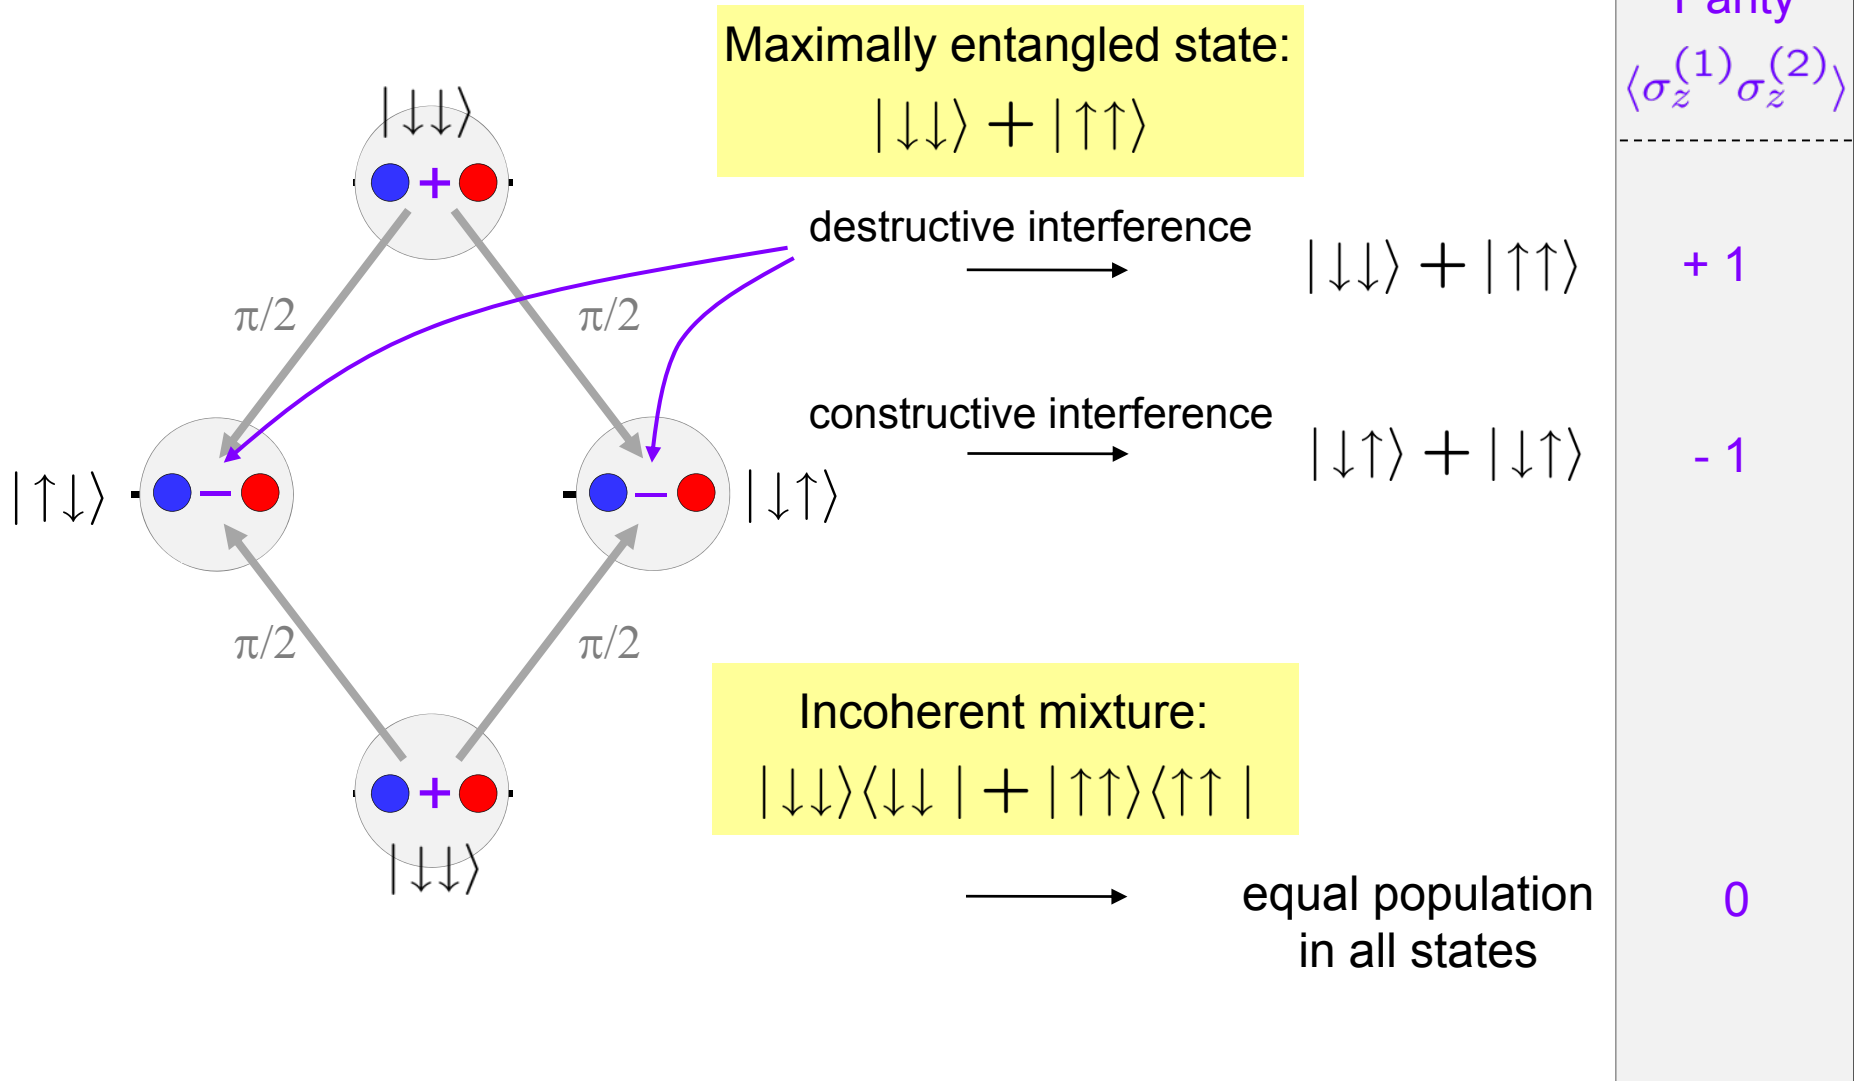 Parity
⟨σ_z^(1) σ_z^(2)⟩
Maximally entangled state:
|↓↓⟩ + |↑↑⟩
|↓↓⟩
+
destructive interference
|↓↓⟩ + |↑↑⟩
+ 1
π/2
π/2
constructive interference
|↓↑⟩ + |↓↑⟩
- 1
|↑↓⟩
–
–
|↓↑⟩
π/2
π/2
Incoherent mixture:
|↓↓⟩⟨↓↓ | + |↑↑⟩⟨↑↑ |
+
|↓↓⟩
equal population
in all states
0